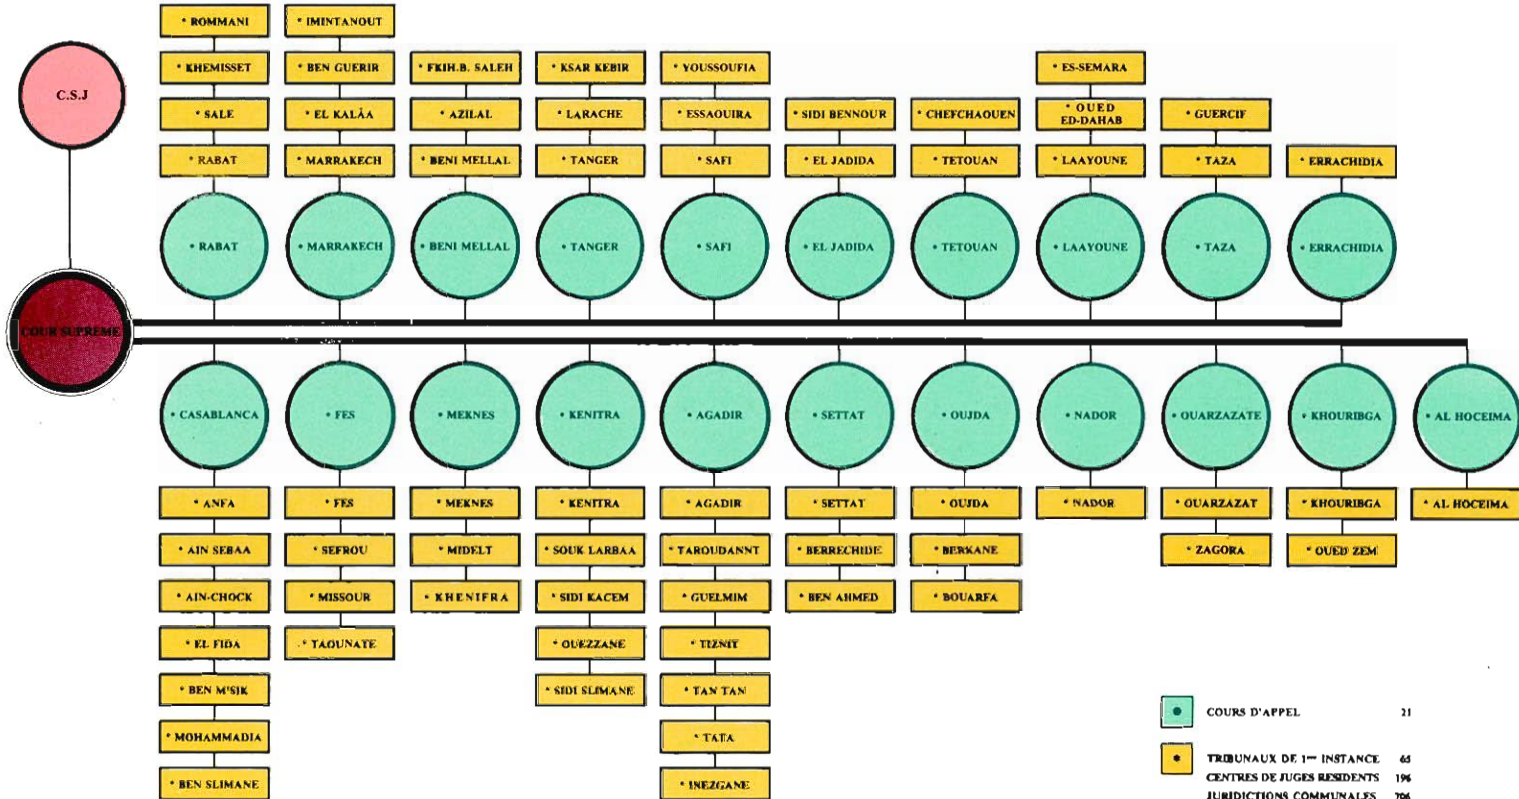 • ROMMANI
• IMINTANOUT
• KHEMISSET
• BEN GUERIR
• FKIH.B. SALEH
• KSAR KEBIR
• YOUSSOUFIA
• ES-SEMARA
C.S.J
• SALE
• EL KALÂA
• AZILAL
• LARACHE
• ESSAOUIRA
• SIDI BENNOUR
• CHEFCHAOUEN
• OUED
ED-DAHAB
• GUERCIF
• RABAT
• MARRAKECH
• BENI MELLAL
• TANGER
• SAFI
• EL JADIDA
• TETOUAN
• LAAYOUNE
• TAZA
• ERRACHIDIA
• RABAT
• MARRAKECH
• BENI MELLAL
• TANGER
• SAFI
• EL JADIDA
• TETOUAN
• LAAYOUNE
• TAZA
• ERRACHIDIA
COUR SUPREME
• CASABLANCA
• FES
• MEKNES
• KENITRA
• AGADIR
• SETTAT
• OUJDA
• NADOR
• OUARZAZATE
• KHOURIBGA
• AL HOCEIMA
• ANFA
• FES
• MEKNES
• KENITRA
• AGADIR
• SETTAT
• OUJDA
• NADOR
• OUARZAZAT
• KHOURIBGA
• AL HOCEIMA
• AIN SEBAA
• SEFROU
• MIDELT
• SOUK LARBAA
• TAROUDANNT
• BERRECHIDE
• BERKANE
• ZAGORA
• OUED ZEM
• AIN-CHOCK
• MISSOUR
• KHENIFRA
• SIDI KACEM
• GUELMIM
• BEN AHMED
• BOUARFA
• EL FIDA
• TAOUNATE
• OUEZZANE
• TIZNIT
• BEN M'SIK
• SIDI SLIMANE
• TAN TAN
• MOHAMMADIA
• TATA
• BEN SLIMANE
• INEZGANE
• COURS D'APPEL 21
• TRIBUNAUX DE 1ere INSTANCE 65
CENTRES DE JUGES RESIDENTS 196
JURIDICTIONS COMMUNALES 706